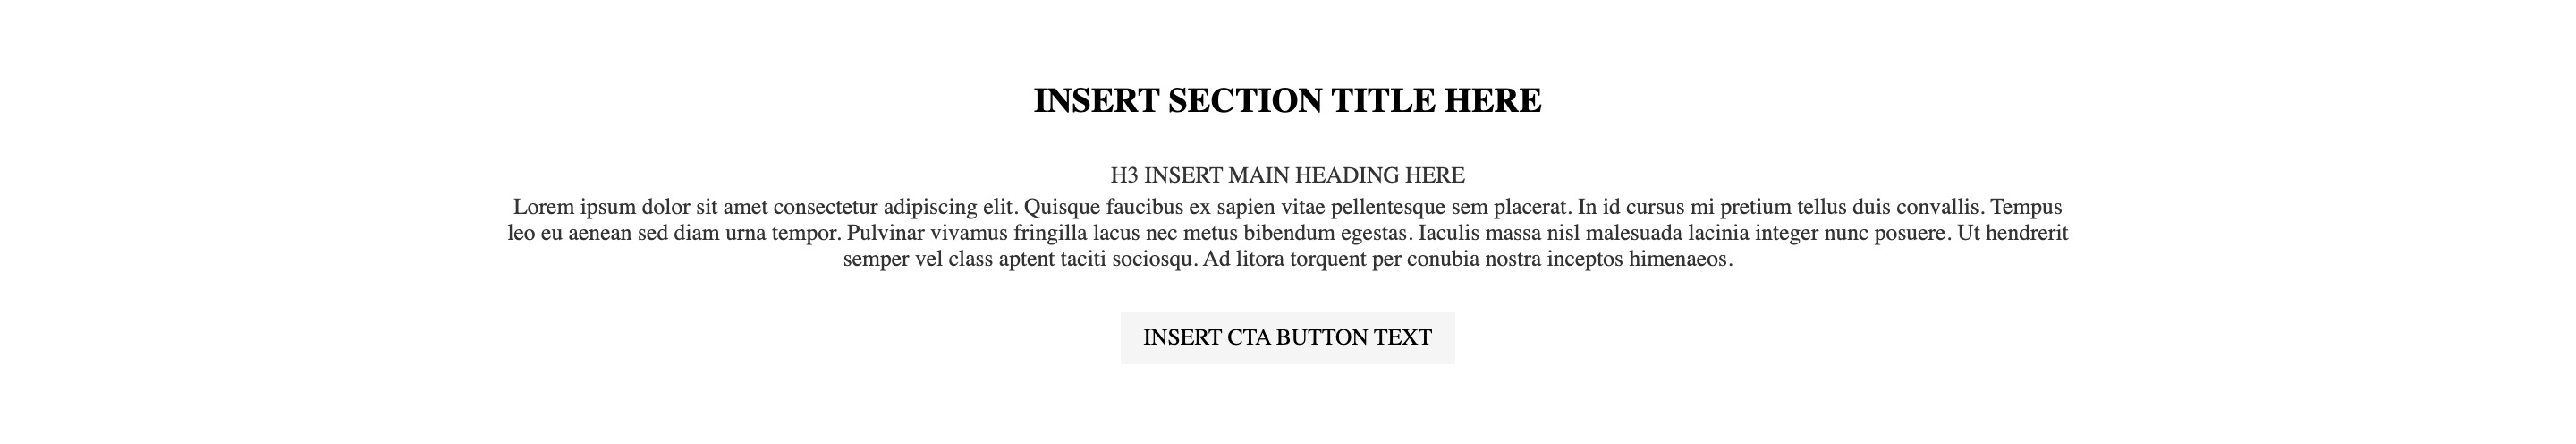 INSERT SECTION TITLE HERE
H3 INSERT MAIN HEADING HERE
Lorem ipsum dolor sit amet consectetur adipiscing elit. Quisque faucibus ex sapien vitae pellentesque sem placerat. In id cursus mi pretium tellus duis convallis. Tempus
leo eu aenean sed diam urna tempor. Pulvinar vivamus fringilla lacus nec metus bibendum egestas. Iaculis massa nisl malesuada lacinia integer nunc posuere. Ut hendrerit
semper vel class aptent taciti sociosqu. Ad litora torquent per conubia nostra inceptos himenaeos.
INSERT CTA BUTTON TEXT